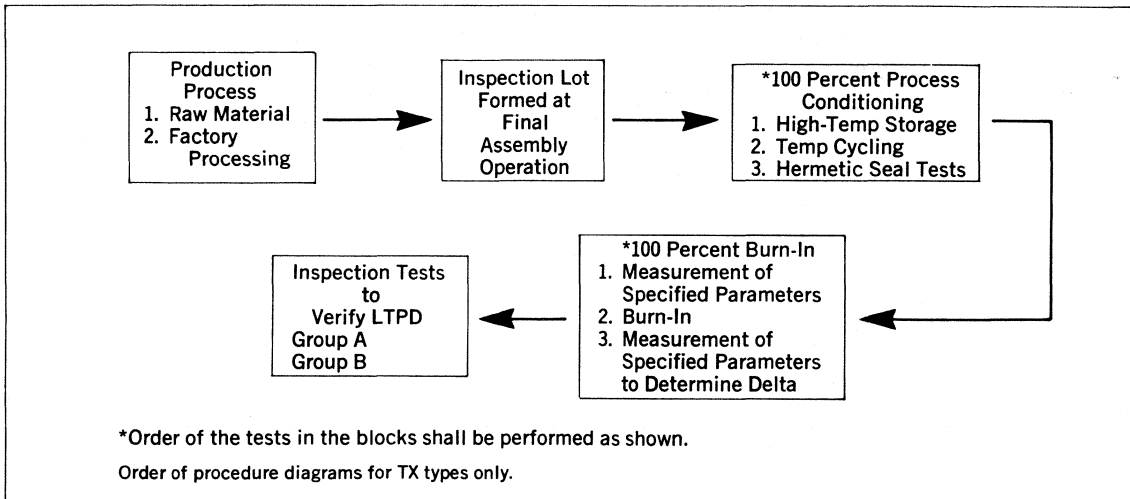 Production
Process
1. Raw Material
2. Factory
Processing
Inspection Lot
Formed at
Final
Assembly
Operation
*100 Percent Process
Conditioning
1. High-Temp Storage
2. Temp Cycling
3. Hermetic Seal Tests
*100 Percent Burn-In
1. Measurement of
Specified Parameters
2. Burn-In
3. Measurement of
Specified Parameters
to Determine Delta
Inspection Tests
to
Verify LTPD
Group A
Group B
*Order of the tests in the blocks shall be performed as shown.
Order of procedure diagrams for TX types only.